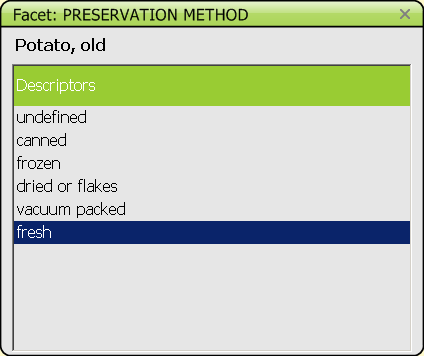 Facet: PRESERVATION METHOD
Potato, old
Descriptors
undefined
canned
frozen
dried or flakes
vacuum packed
fresh